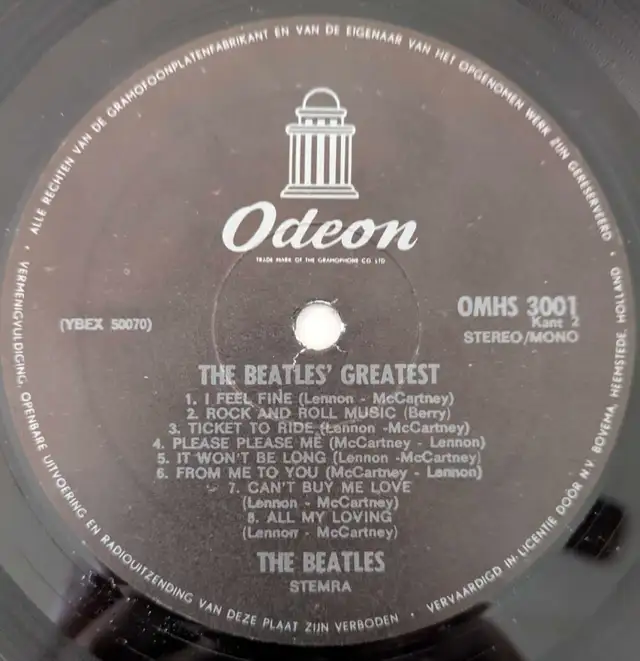 • ALLE RECHTEN VAN DE GRAMOFOONPLATENFABRIKANT EN VAN DE EIGENAAR VAN HET OPGENOMEN WERK ZIJN GERESERVEERD •
Odeon
TRADE MARK OF THE GRAMOPHONE CO. LTD
(YBEX 50070)
OMHS 3001
Kant 2
STEREO/MONO
THE BEATLES' GREATEST
1. I FEEL FINE (Lennon - McCartney)
2. ROCK AND ROLL MUSIC (Berry)
3. TICKET TO RIDE (Lennon -McCartney)
4. PLEASE PLEASE ME (McCartney - Lennon)
5. IT WON'T BE LONG (Lennon -McCartney)
6. FROM ME TO YOU (McCartney - Lennon)
7. CAN'T BUY ME LOVE
(Lennon - McCartney)
8. ALL MY LOVING
(Lennon - McCartney)
THE BEATLES
STEMRA
VERMENIGVULDIGING, OPENBARE UITVOERING EN RADIOUITZENDING VAN DEZE PLAAT ZIJN VERBODEN •
VERVAARDIGD IN LICENTIE DOOR N.V. BOVEMA, HEEMSTEDE, HOLLAND